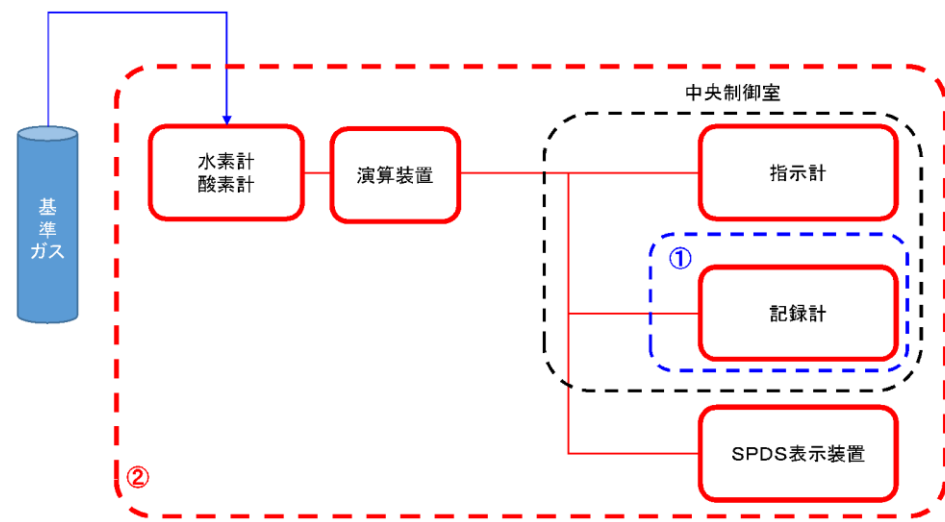 中央制御室
水素計
酸素計
演算装置
指示計
基
準
ガス
①
記録計
SPDS表示装置
②